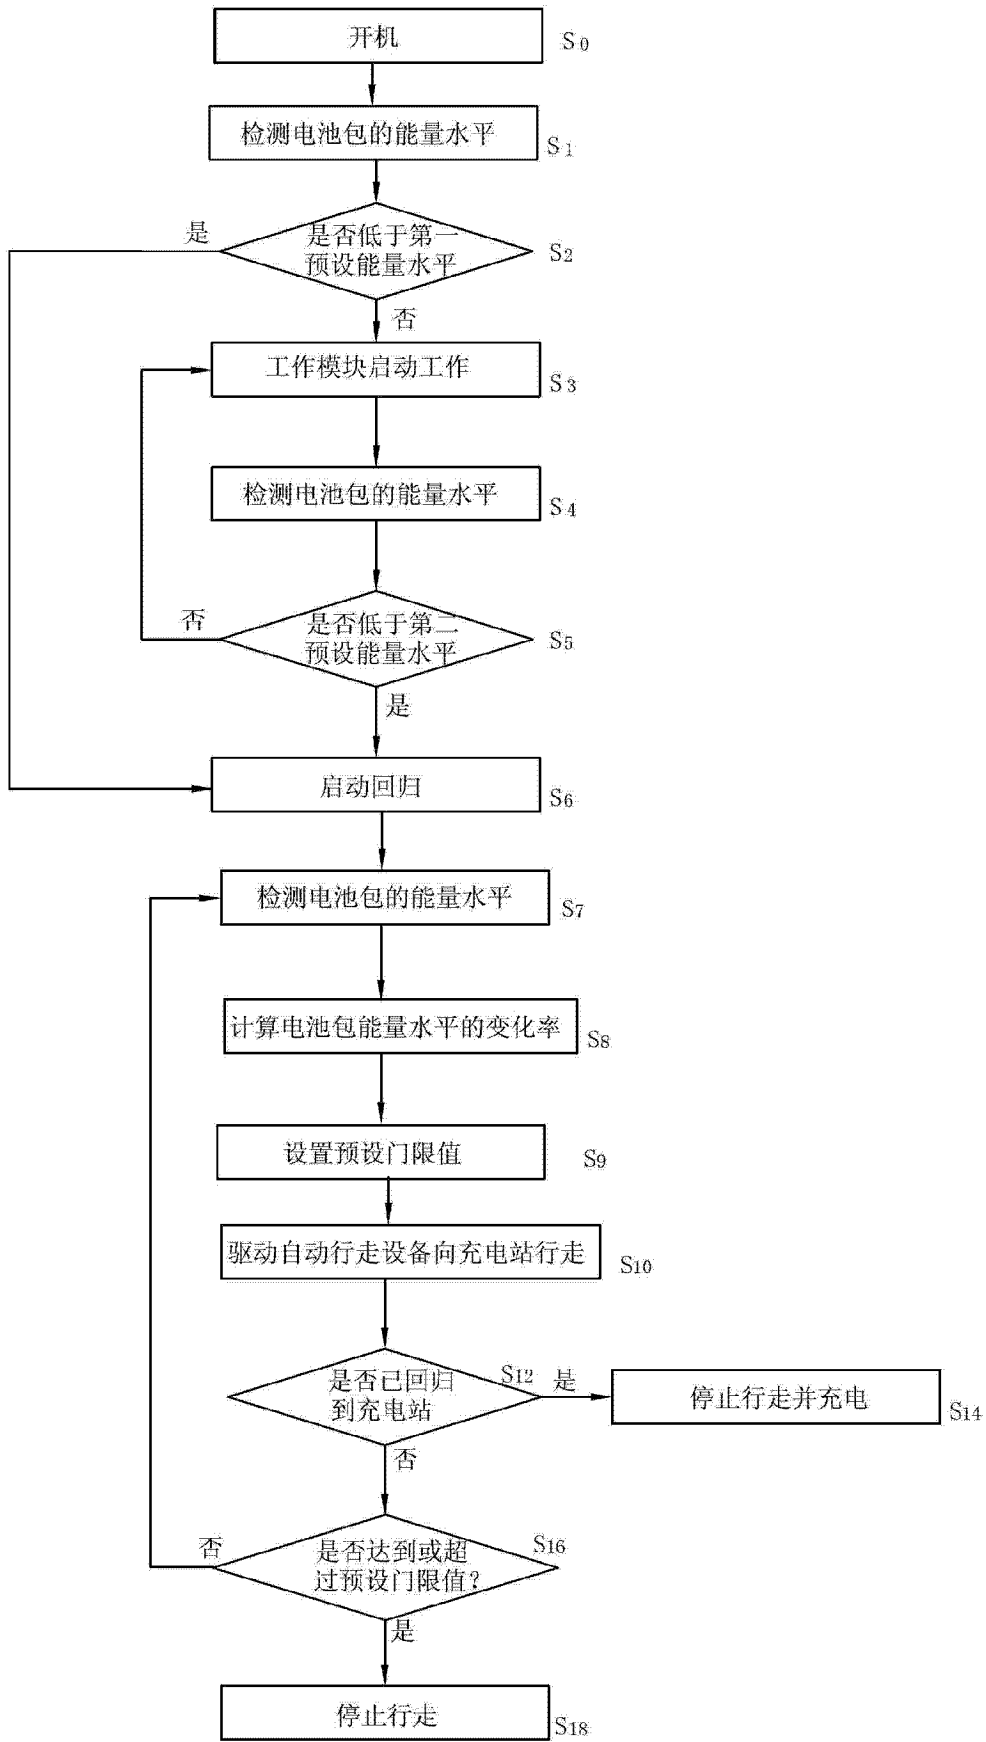 开机
S0
检测电池包的能量水平
S1
是
是否低于第一
预设能量水平
S2
否
工作模块启动工作
S3
检测电池包的能量水平
S4
否
是否低于第二
预设能量水平
S5
是
启动回归
S6
检测电池包的能量水平
S7
计算电池包能量水平的变化率
S8
设置预设门限值
S9
驱动自动行走设备向充电站行走
S10
是否已回归
到充电站
S12
是
停止行走并充电
S14
否
否
是否达到或超
过预设门限值?
S16
是
停止行走
S18